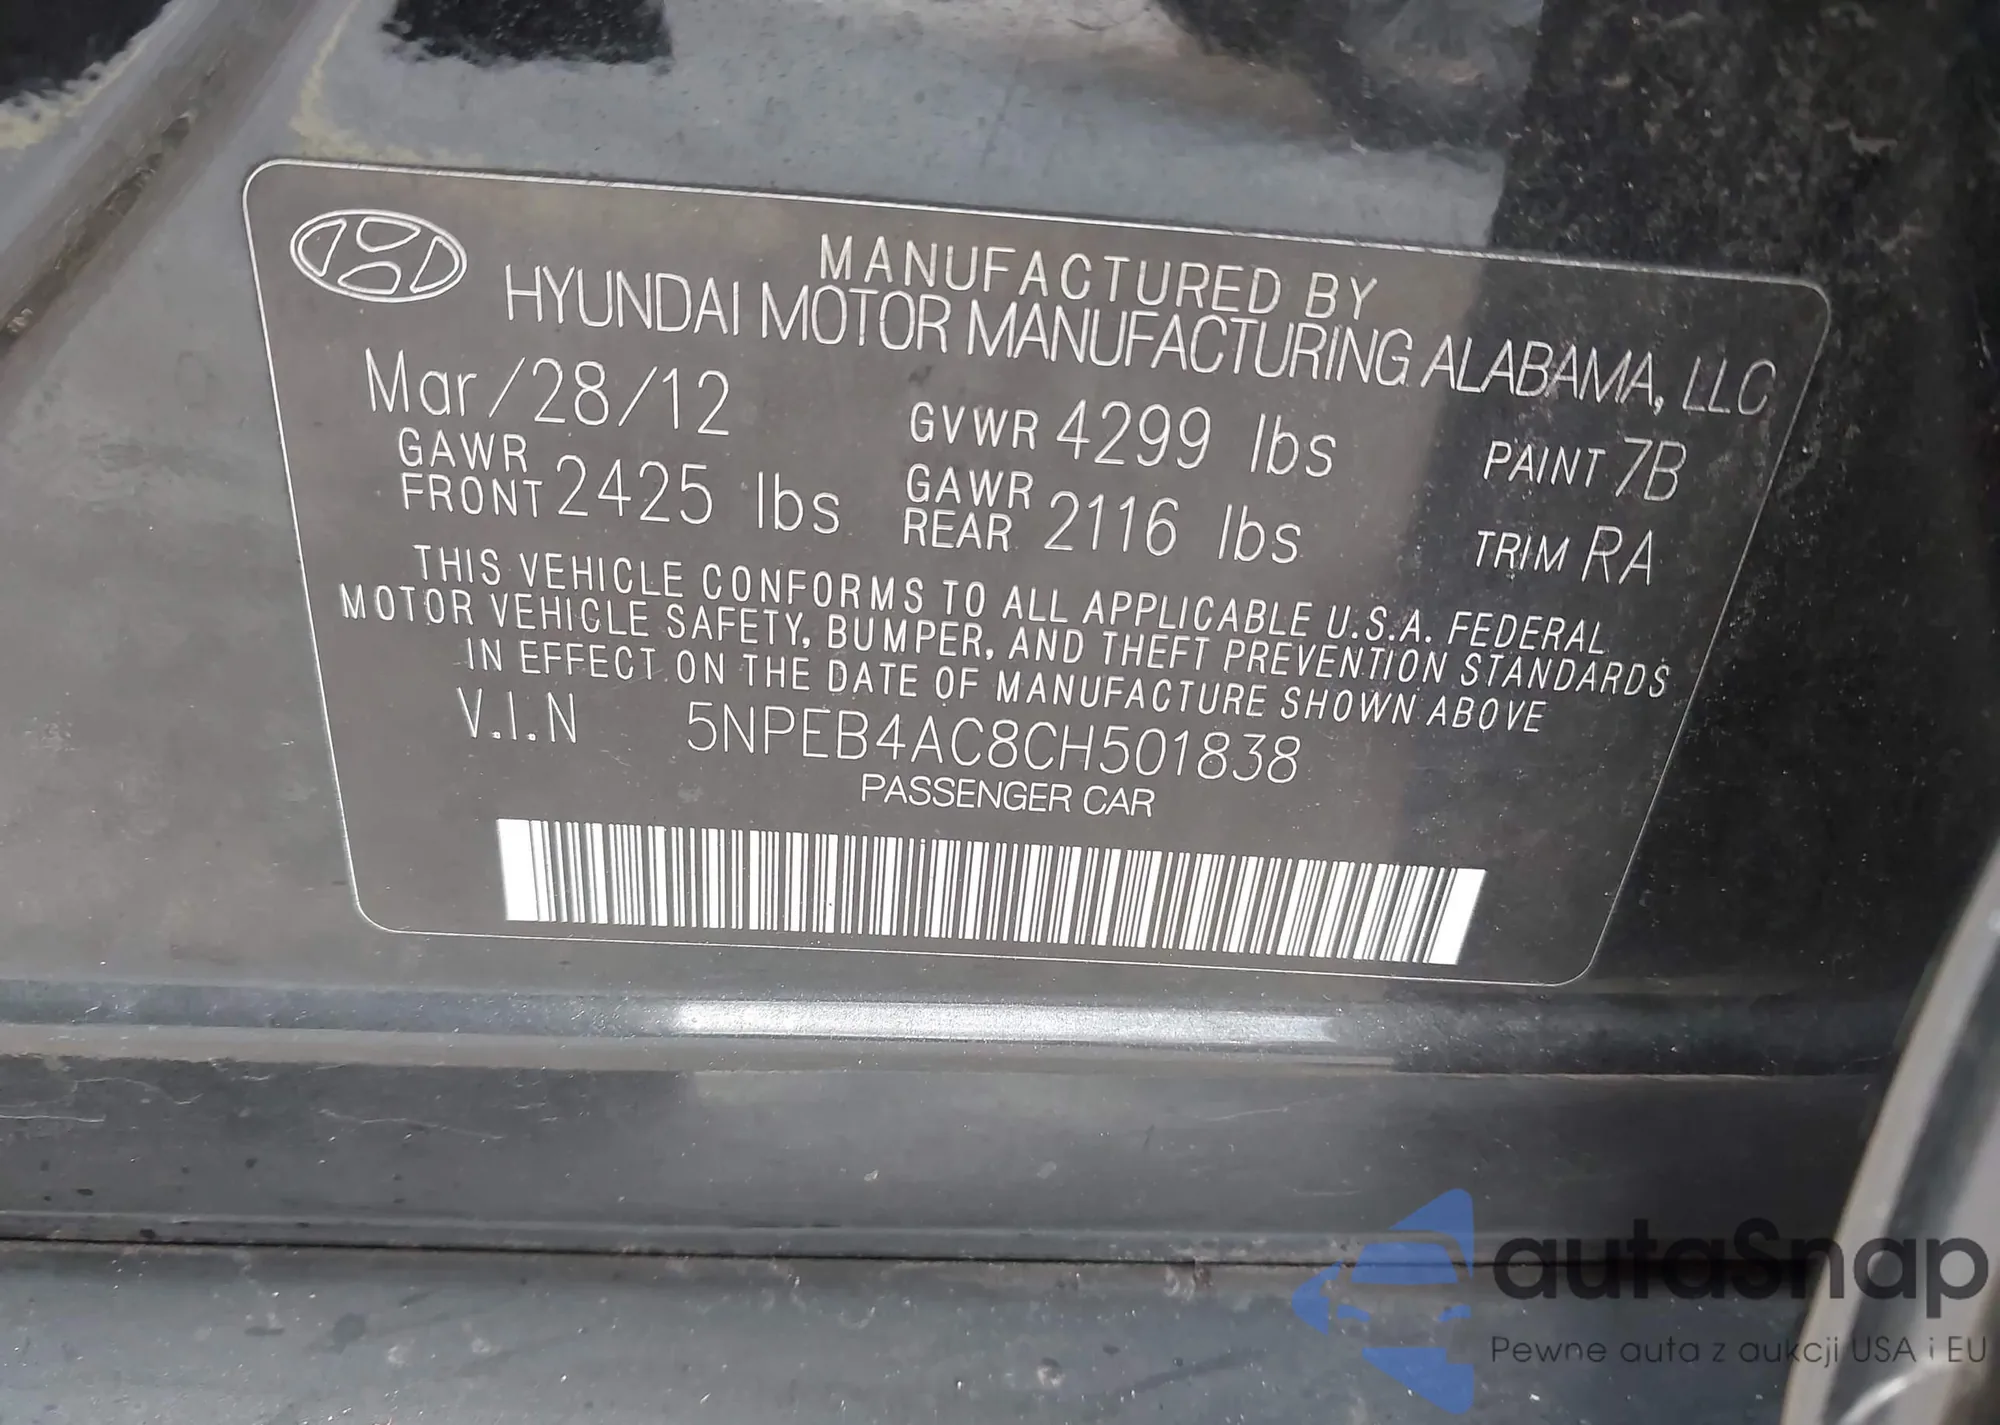 MANUFACTURED BY
HYUNDAI MOTOR MANUFACTURING ALABAMA, LLC
Mar/28/12 GVWR 4299 lbs PAINT 7B
GAWR FRONT 2425 lbs GAWR REAR 2116 lbs TRIM RA
THIS VEHICLE CONFORMS TO ALL APPLICABLE U.S.A. FEDERAL
MOTOR VEHICLE SAFETY, BUMPER, AND THEFT PREVENTION STANDARDS
IN EFFECT ON THE DATE OF MANUFACTURE SHOWN ABOVE
V.I.N 5NPEB4AC8CH501838
PASSENGER CAR
autaSnap
Pewne auta z aukcji USA i EU